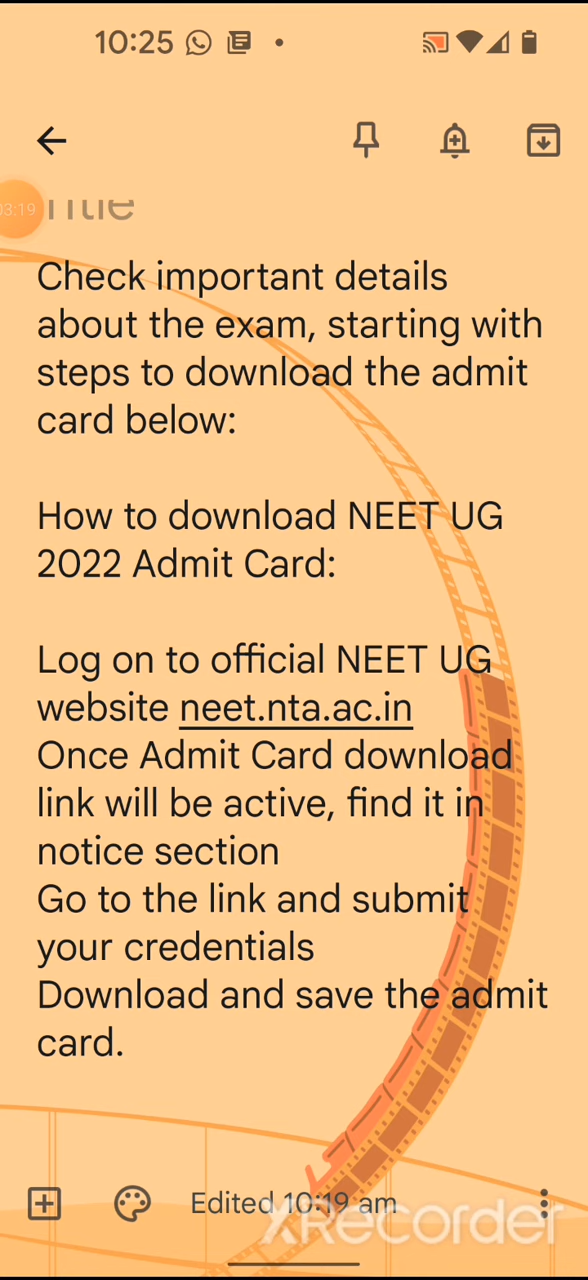 10:25
03:19
Title
Check important details
about the exam, starting with
steps to download the admit
card below:
How to download NEET UG
2022 Admit Card:
Log on to official NEET UG
website neet.nta.ac.in
Once Admit Card download
link will be active, find it in
notice section
Go to the link and submit
your credentials
Download and save the admit
card.
Edited 10:19 am
XRecorder